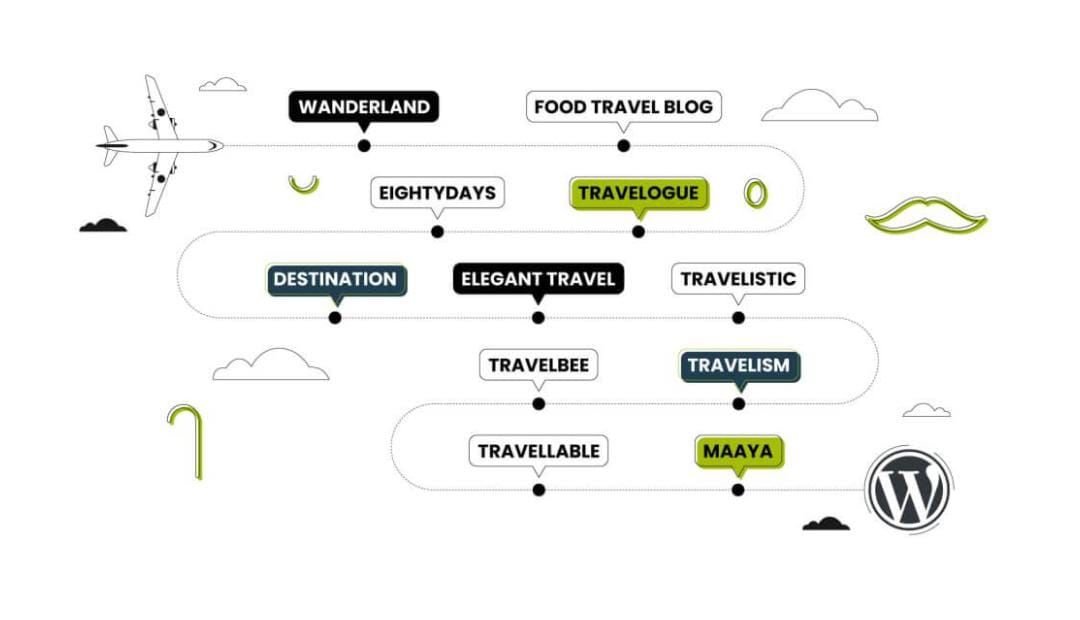 WANDERLAND
FOOD TRAVEL BLOG
EIGHTYDAYS
TRAVELOGUE
DESTINATION
ELEGANT TRAVEL
TRAVELISTIC
TRAVELBEE
TRAVELISM
TRAVELLABLE
MAAYA
W